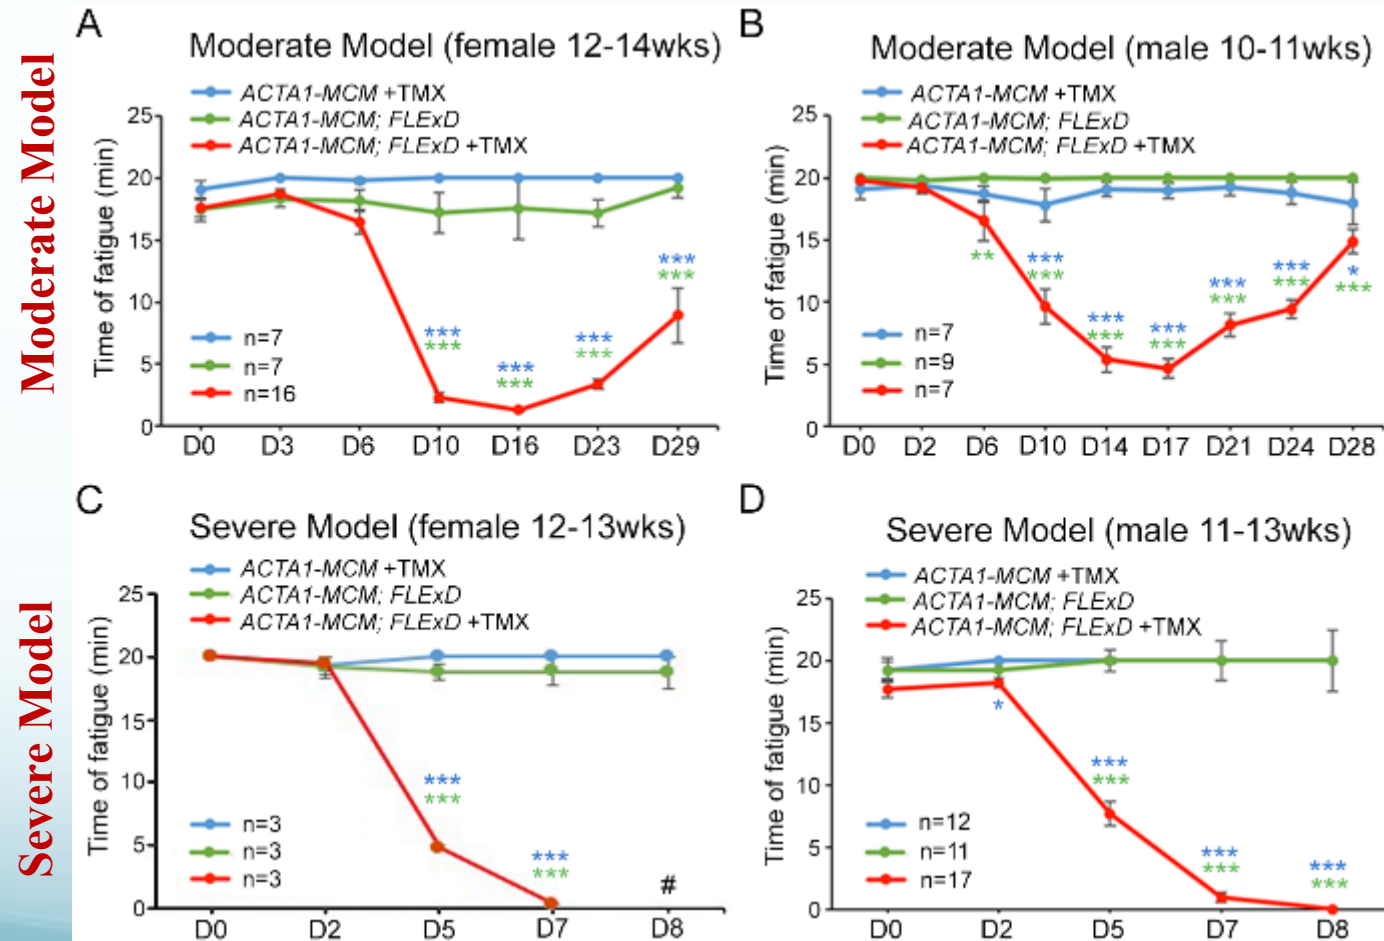 Moderate Model
Severe Model
A
Moderate Model (female 12-14wks)
ACTA1-MCM +TMX
ACTA1-MCM; FLExD
ACTA1-MCM; FLExD +TMX
Time of fatigue (min)
25
20
15
10
5
0
***
***
***
***
***
***
***
***
n=7
n=7
n=16
D0 D3 D6 D10 D16 D23 D29
B
Moderate Model (male 10-11wks)
ACTA1-MCM +TMX
ACTA1-MCM; FLExD
ACTA1-MCM; FLExD +TMX
Time of fatigue (min)
25
20
15
10
5
0
**
***
***
***
***
***
***
***
***
***
***
*
***
n=7
n=9
n=7
D0 D2 D6 D10 D14 D17 D21 D24 D28
C
Severe Model (female 12-13wks)
ACTA1-MCM +TMX
ACTA1-MCM; FLExD
ACTA1-MCM; FLExD +TMX
Time of fatigue (min)
25
20
15
10
5
0
***
***
***
***
#
n=3
n=3
n=3
D0 D2 D5 D7 D8
D
Severe Model (male 11-13wks)
ACTA1-MCM +TMX
ACTA1-MCM; FLExD
ACTA1-MCM; FLExD +TMX
Time of fatigue (min)
25
20
15
10
5
0
*
***
***
***
***
***
***
n=12
n=11
n=17
D0 D2 D5 D7 D8